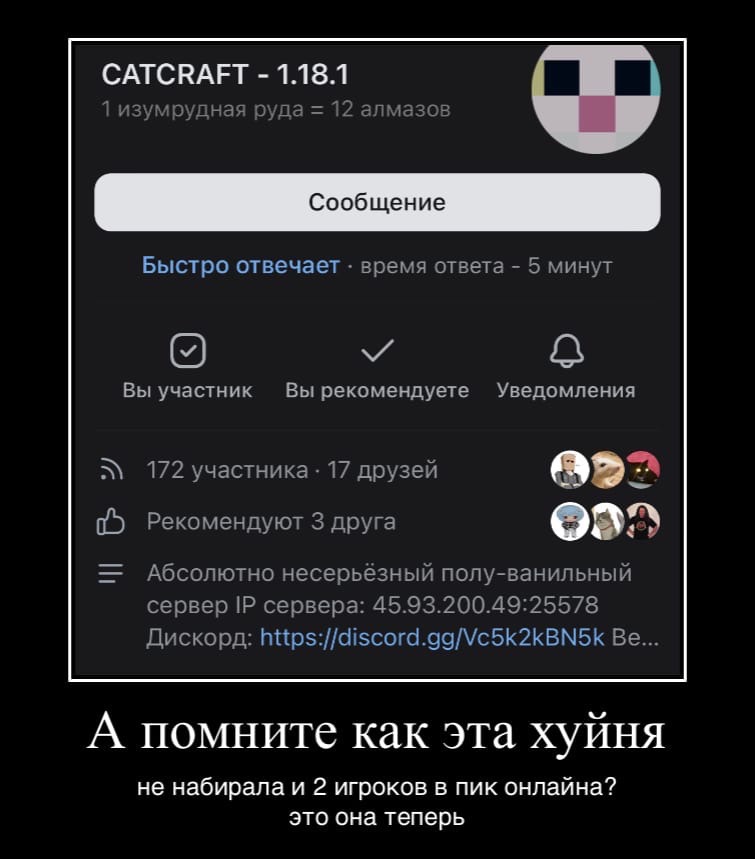 CATCRAFT - 1.18.1
1 изумрудная руда = 12 алмазов
Сообщение
Быстро отвечает · время ответа - 5 минут
Вы участник Вы рекомендуете Уведомления
172 участника · 17 друзей
Рекомендуют 3 друга
Абсолютно несерьёзный полу-ванильный
сервер IP сервера: 45.93.200.49:25578
Дискорд: https://discord.gg/Vc5k2kBN5k Ве...
А помните как эта хуйня
не набирала и 2 игроков в пик онлайна?
это она теперь